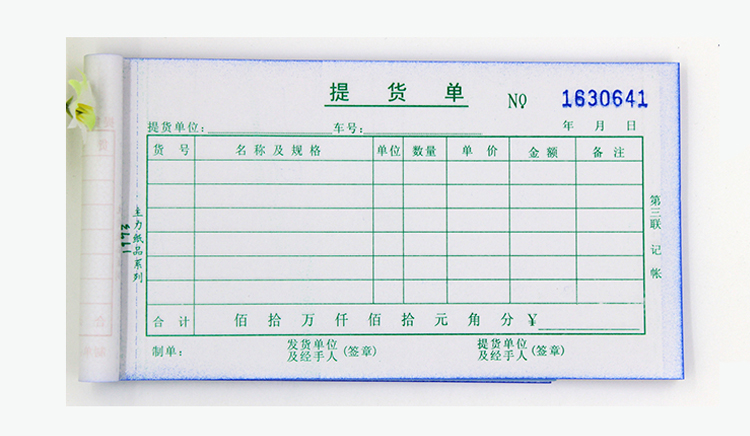 提货单
NO 1630641
提货单位： 车号： 年 月 日
货号 名称及规格 单位 数量 单价 金额 备注
合计 佰拾万仟佰拾元角分 ¥
制单： 发货单位及经手人(签章) 提货单位及经手人(签章)
第三联 记帐
主力纸品系列